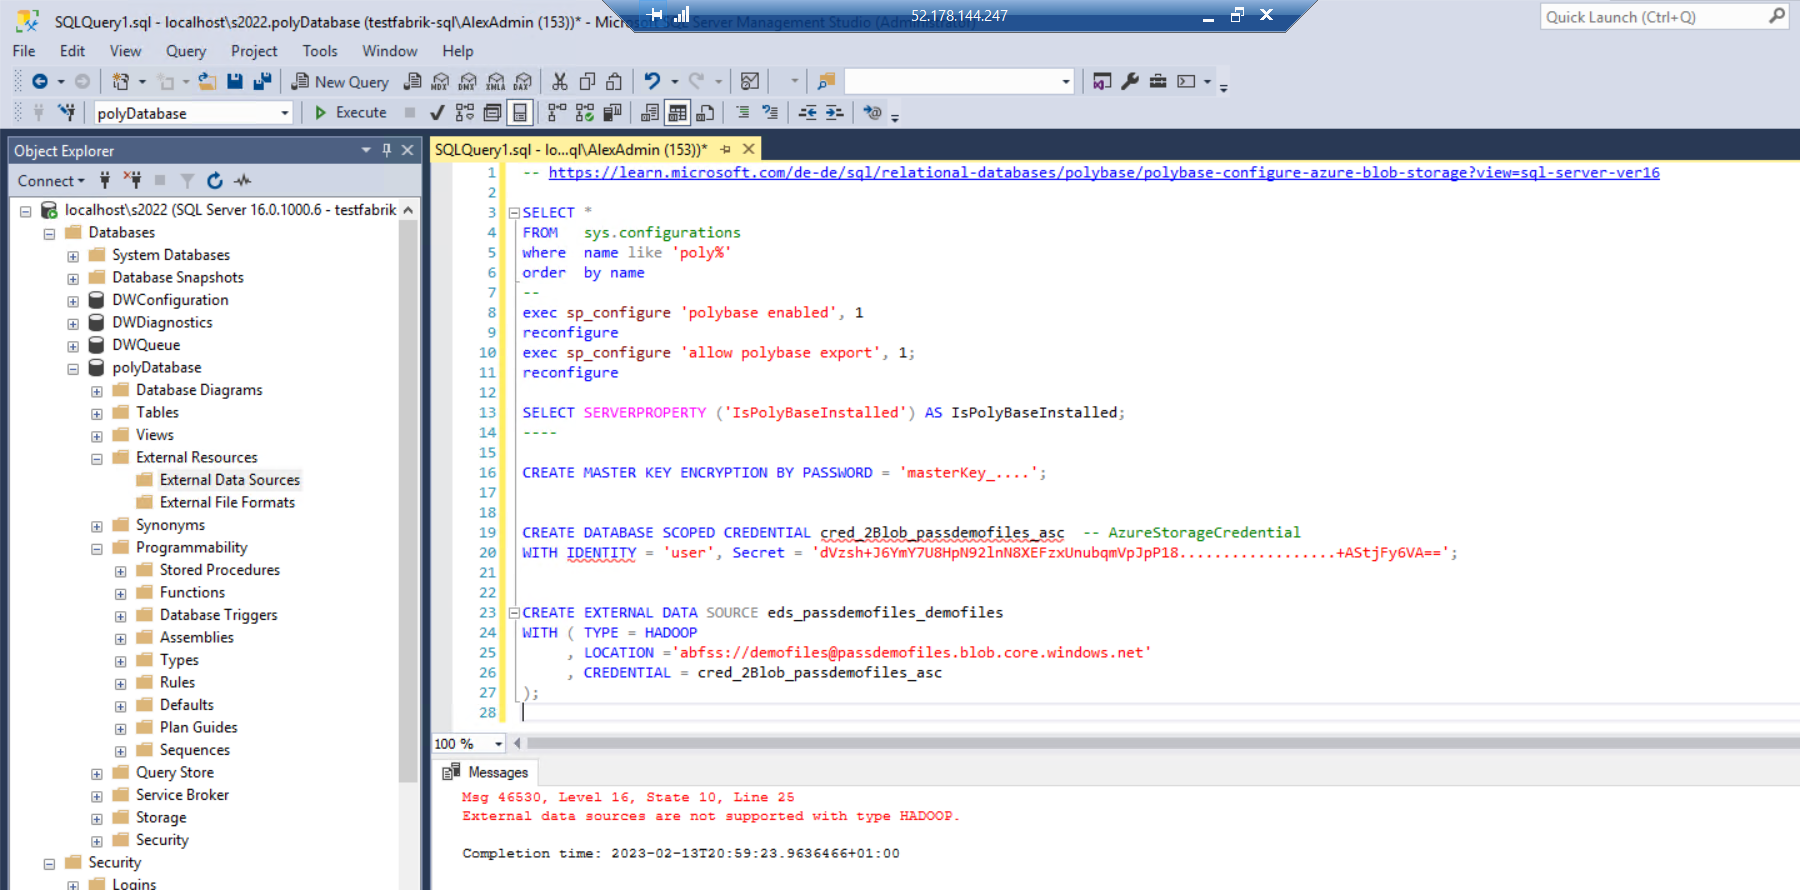 SQLQuery1.sql - localhost\s2022.polyDatabase (testfabrik-sql\AlexAdmin (153))* - Microsoft SQL Server Management Studio (Administrator)
52.178.144.247
Quick Launch (Ctrl+Q)
File Edit View Query Project Tools Window Help
New Query MDX DMX XMLA DAX
polyDatabase Execute
Object Explorer
Connect
localhost\s2022 (SQL Server 16.0.1000.6 - testfabrik
Databases
System Databases
Database Snapshots
DWConfiguration
DWDiagnostics
DWQueue
polyDatabase
Database Diagrams
Tables
Views
External Resources
External Data Sources
External File Formats
Synonyms
Programmability
Stored Procedures
Functions
Database Triggers
Assemblies
Types
Rules
Defaults
Plan Guides
Sequences
Query Store
Service Broker
Storage
Security
Security
Logins
SQLQuery1.sql - lo...ql\AlexAdmin (153))*
1 -- https://learn.microsoft.com/de-de/sql/relational-databases/polybase/polybase-configure-azure-blob-storage?view=sql-server-ver16
2
3 SELECT *
4 FROM sys.configurations
5 where name like 'poly%'
6 order by name
7 --
8 exec sp_configure 'polybase enabled', 1
9 reconfigure
10 exec sp_configure 'allow polybase export', 1;
11 reconfigure
12
13 SELECT SERVERPROPERTY ('IsPolyBaseInstalled') AS IsPolyBaseInstalled;
14 ----
15
16 CREATE MASTER KEY ENCRYPTION BY PASSWORD = 'masterKey_....';
17
18
19 CREATE DATABASE SCOPED CREDENTIAL cred_2Blob_passdemofiles_asc -- AzureStorageCredential
20 WITH IDENTITY = 'user', Secret = 'dVzsh+J6YmY7U8HpN92lnN8XEFzxUnubqmVpJpP18..................+AStjFy6VA==';
21
22
23 CREATE EXTERNAL DATA SOURCE eds_passdemofiles_demofiles
24 WITH ( TYPE = HADOOP
25 , LOCATION ='abfss://demofiles@passdemofiles.blob.core.windows.net'
26 , CREDENTIAL = cred_2Blob_passdemofiles_asc
27 );
28
100 %
Messages
Msg 46530, Level 16, State 10, Line 25
External data sources are not supported with type HADOOP.
Completion time: 2023-02-13T20:59:23.9636466+01:00